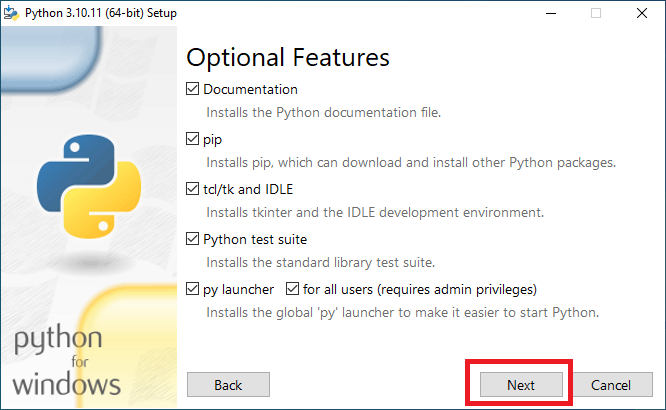 Python 3.10.11 (64-bit) Setup
Optional Features
Documentation
Installs the Python documentation file.
pip
Installs pip, which can download and install other Python packages.
tcl/tk and IDLE
Installs tkinter and the IDLE development environment.
Python test suite
Installs the standard library test suite.
py launcher for all users (requires admin privileges)
Installs the global 'py' launcher to make it easier to start Python.
python
for
windows
Back Next Cancel